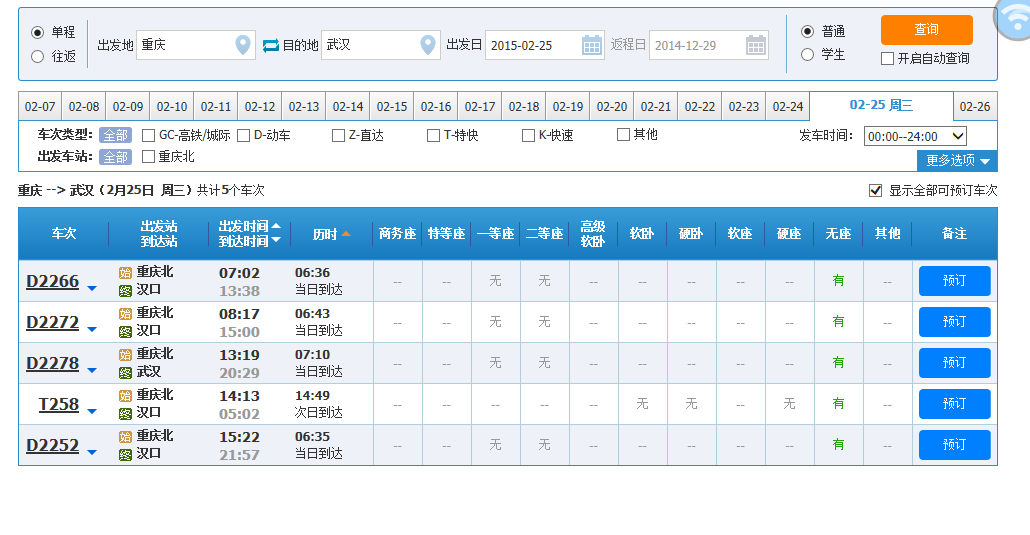 单程
往返
出发地 重庆 目的地 武汉 出发日 2015-02-25 返程日 2014-12-29
普通
学生
查询
开启自动查询
02-07 02-08 02-09 02-10 02-11 02-12 02-13 02-14 02-15 02-16 02-17 02-18 02-19 02-20 02-21 02-22 02-23 02-24 02-25 周三 02-26
车次类型： 全部 GC-高铁/城际 D-动车 Z-直达 T-特快 K-快速 其他 发车时间： 00:00--24:00
出发车站： 全部 重庆北
更多选项
重庆 --> 武汉（2月25日 周三）共计5个车次 显示全部可预订车次
车次 出发站 到达站 出发时间 到达时间 历时 商务座 特等座 一等座 二等座 高级软卧 软卧 硬卧 软座 硬座 无座 其他 备注
D2266 始 重庆北 07:02 06:36 -- -- 无 无 -- -- -- -- -- 有 -- 预订
终 汉口 13:38 当日到达
D2272 始 重庆北 08:17 06:43 -- -- 无 无 -- -- -- -- -- 有 -- 预订
终 汉口 15:00 当日到达
D2278 始 重庆北 13:19 07:10 -- -- 无 无 -- -- -- -- -- 有 -- 预订
终 武汉 20:29 当日到达
T258 始 重庆北 14:13 14:49 -- -- -- -- -- 无 无 -- 无 有 -- 预订
终 汉口 05:02 次日到达
D2252 始 重庆北 15:22 06:35 -- -- 无 无 -- -- -- -- -- 有 -- 预订
终 汉口 21:57 当日到达